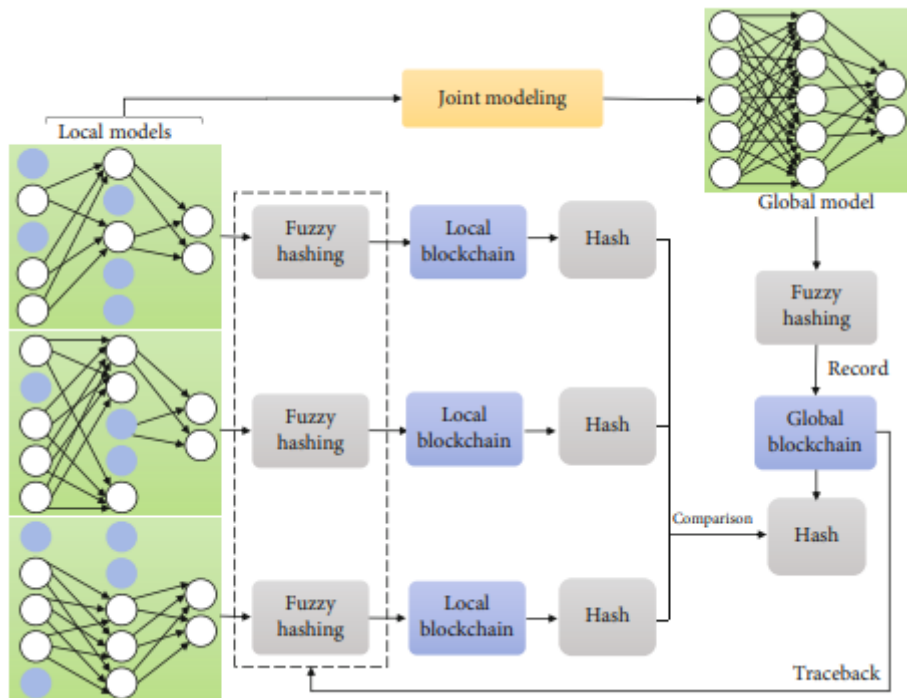 Joint modeling
Local models
Global model
Fuzzy
hashing
Local
blockchain
Hash
Fuzzy
hashing
Record
Fuzzy
hashing
Local
blockchain
Hash
Global
blockchain
Comparison
Hash
Fuzzy
hashing
Local
blockchain
Hash
Traceback